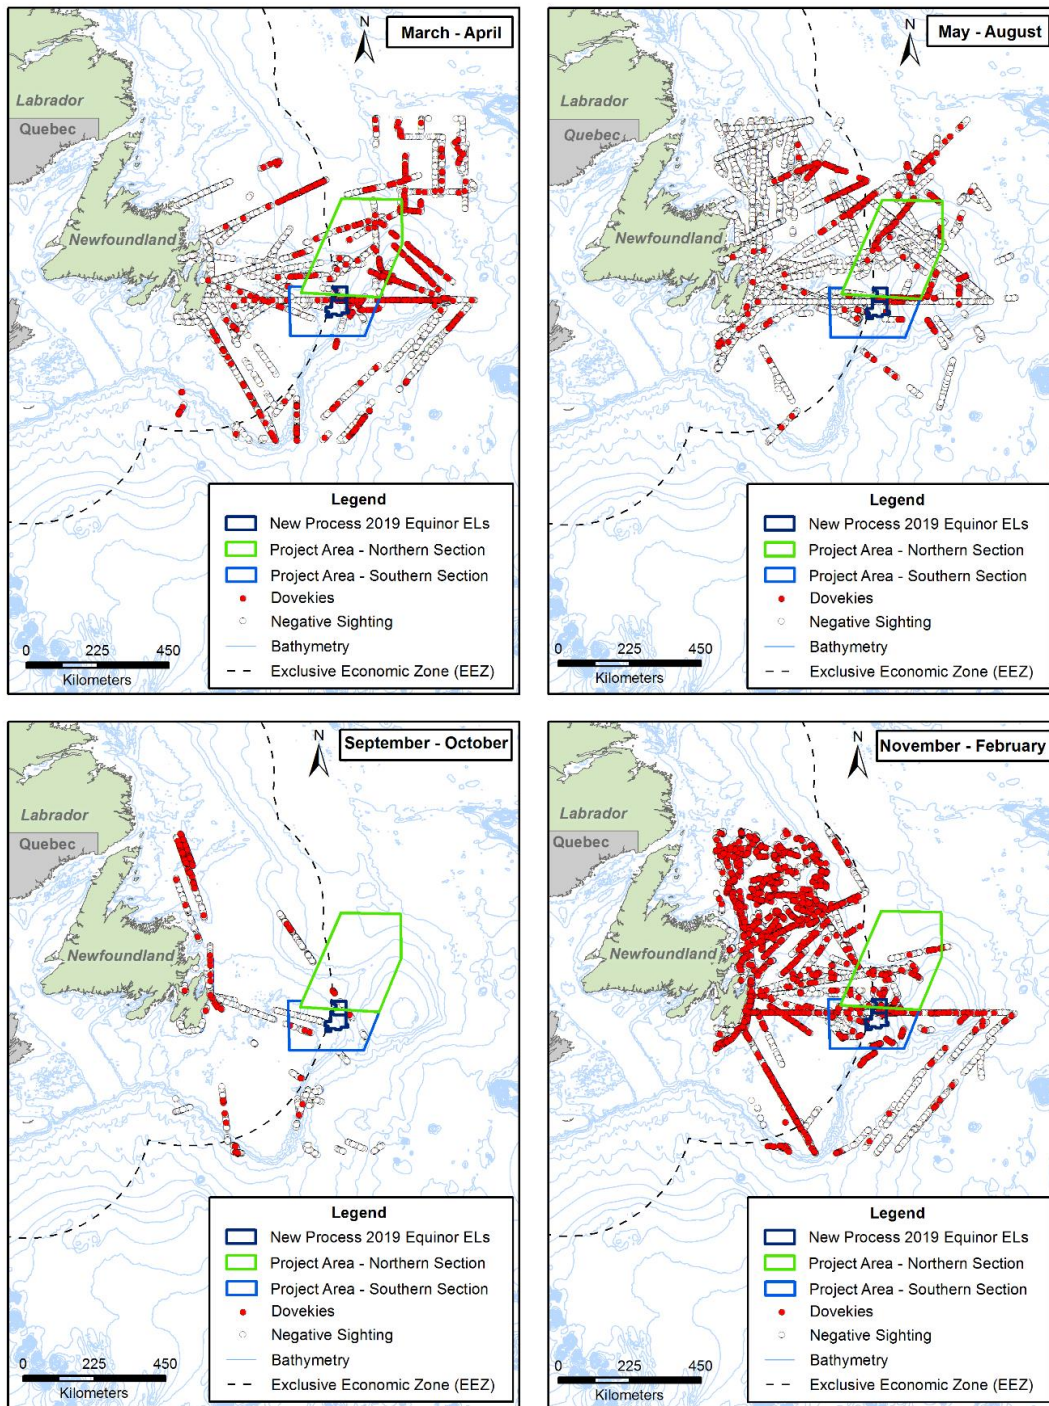 March - April
N
Labrador
Quebec
Newfoundland
Legend
New Process 2019 Equinor ELs
Project Area - Northern Section
Project Area - Southern Section
Dovekies
Negative Sighting
Bathymetry
Exclusive Economic Zone (EEZ)
0 225 450
Kilometers
May - August
N
Labrador
Quebec
Newfoundland
Legend
New Process 2019 Equinor ELs
Project Area - Northern Section
Project Area - Southern Section
Dovekies
Negative Sighting
Bathymetry
Exclusive Economic Zone (EEZ)
0 225 450
Kilometers
September - October
N
Labrador
Quebec
Newfoundland
Legend
New Process 2019 Equinor ELs
Project Area - Northern Section
Project Area - Southern Section
Dovekies
Negative Sighting
Bathymetry
Exclusive Economic Zone (EEZ)
0 225 450
Kilometers
November - February
N
Labrador
Quebec
Newfoundland
Legend
New Process 2019 Equinor ELs
Project Area - Northern Section
Project Area - Southern Section
Dovekies
Negative Sighting
Bathymetry
Exclusive Economic Zone (EEZ)
0 225 450
Kilometers